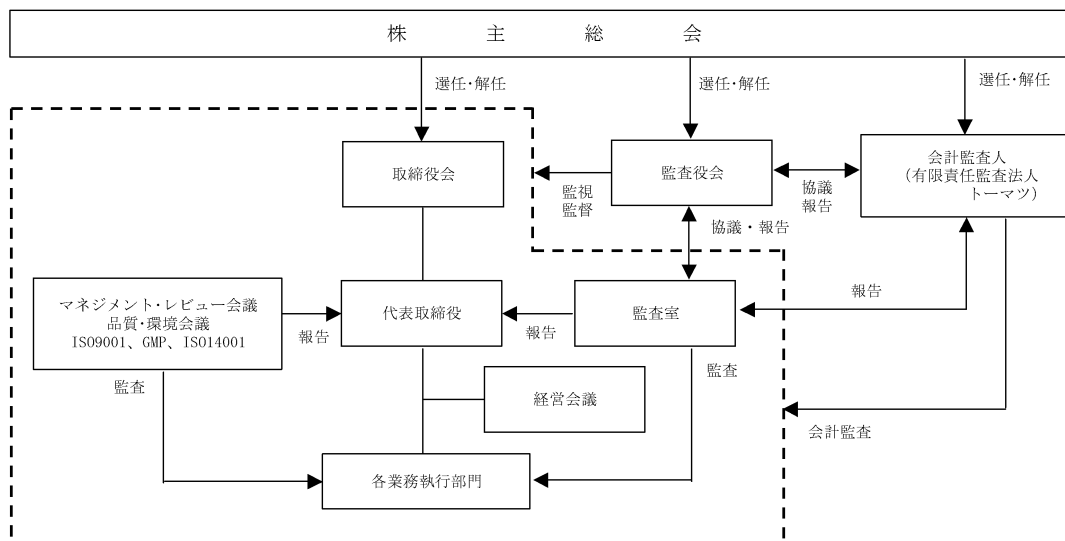 株主総会
選任・解任
選任・解任
選任・解任
取締役会
監査役会
会計監査人
（有限責任監査法人
トーマツ）
監視
監督
協議
報告
協議・報告
マネジメント・レビュー会議
品質・環境会議
ISO9001、GMP、ISO14001
報告
代表取締役
報告
監査室
報告
監査
監査
経営会議
会計監査
各業務執行部門